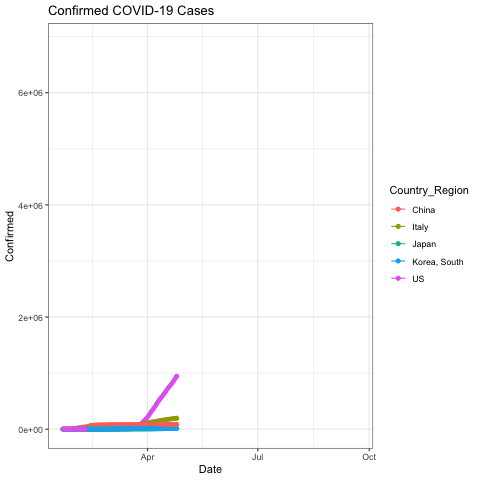 Confirmed COVID-19 Cases
6e+06
4e+06
2e+06
0e+00
Confirmed
Apr
Jul
Oct
Date
Country_Region
China
Italy
Japan
Korea, South
US